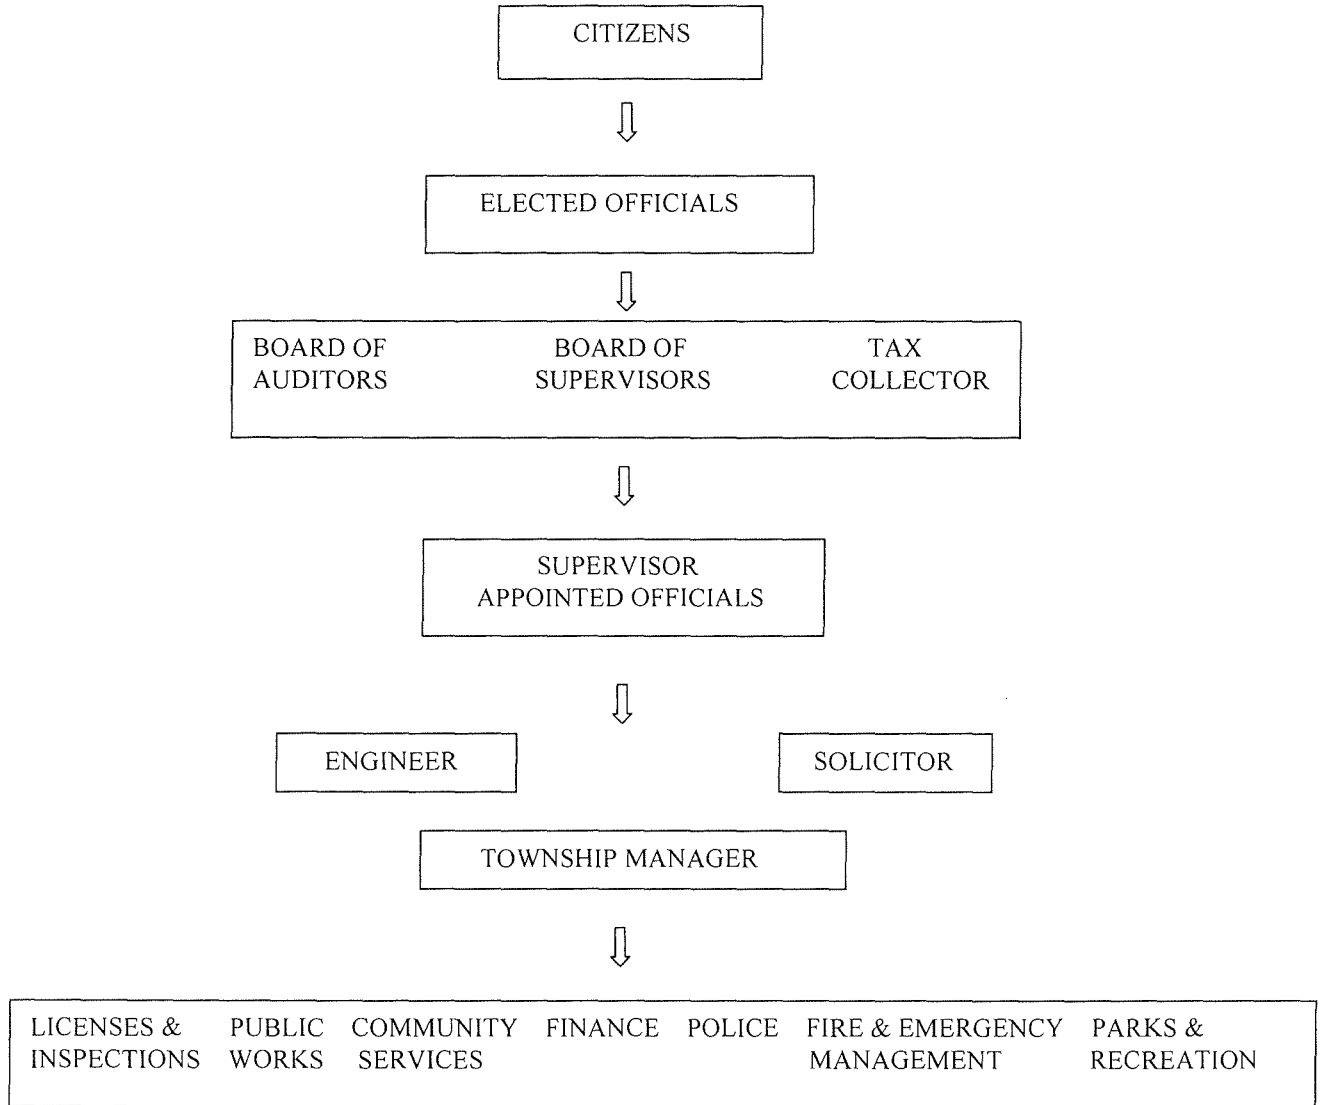 CITIZENS
ELECTED OFFICIALS
BOARD OF
AUDITORS
BOARD OF
SUPERVISORS
TAX
COLLECTOR
SUPERVISOR
APPOINTED OFFICIALS
ENGINEER
SOLICITOR
TOWNSHIP MANAGER
LICENSES &
INSPECTIONS
PUBLIC
WORKS
COMMUNITY
SERVICES
FINANCE
POLICE
FIRE & EMERGENCY
MANAGEMENT
PARKS &
RECREATION